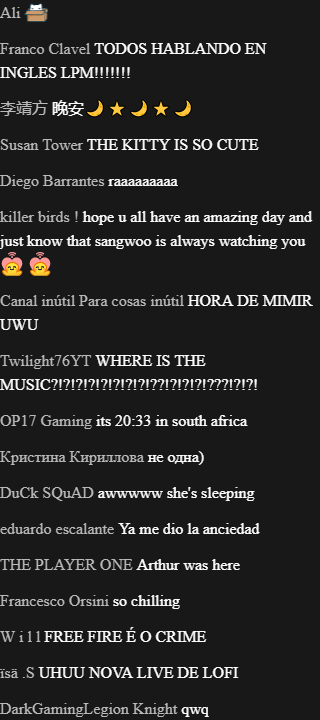 Ali
Franco Clavel TODOS HABLANDO EN
INGLES LPM!!!!!!!
李靖方 晚安🌙⭐🌙⭐🌙
Susan Tower THE KITTY IS SO CUTE
Diego Barrantes raaaaaaaaa
killer birds ! hope u all have an amazing day and
just know that sangwoo is always watching you
Canal inútil Para cosas inútil HORA DE MIMIR
UWU
Twilight76YT WHERE IS THE
MUSIC?!?!?!?!?!?!?!?!??!?!?!?!???!?!?!
OP17 Gaming its 20:33 in south africa
Кристина Кириллова не одна)
DuCk SQuAD awwwww she's sleeping
eduardo escalante Ya me dio la anciedad
THE PLAYER ONE Arthur was here
Francesco Orsini so chilling
W i l l FREE FIRE É O CRIME
ïsä .S UHUU NOVA LIVE DE LOFI
DarkGamingLegion Knight qwq